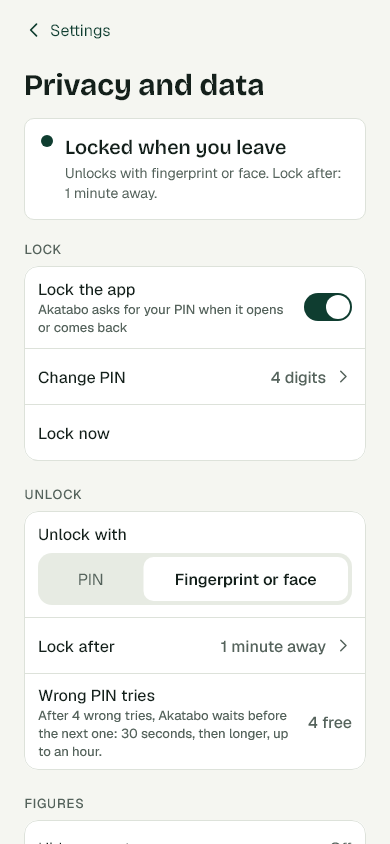 Settings
Privacy and data
Locked when you leave
Unlocks with fingerprint or face. Lock after:
1 minute away.
LOCK
Lock the app
Akatabo asks for your PIN when it opens
or comes back
Change PIN
4 digits
Lock now
UNLOCK
Unlock with
PIN
Fingerprint or face
Lock after
1 minute away
Wrong PIN tries
After 4 wrong tries, Akatabo waits before
the next one: 30 seconds, then longer, up
to an hour.
4 free
FIGURES